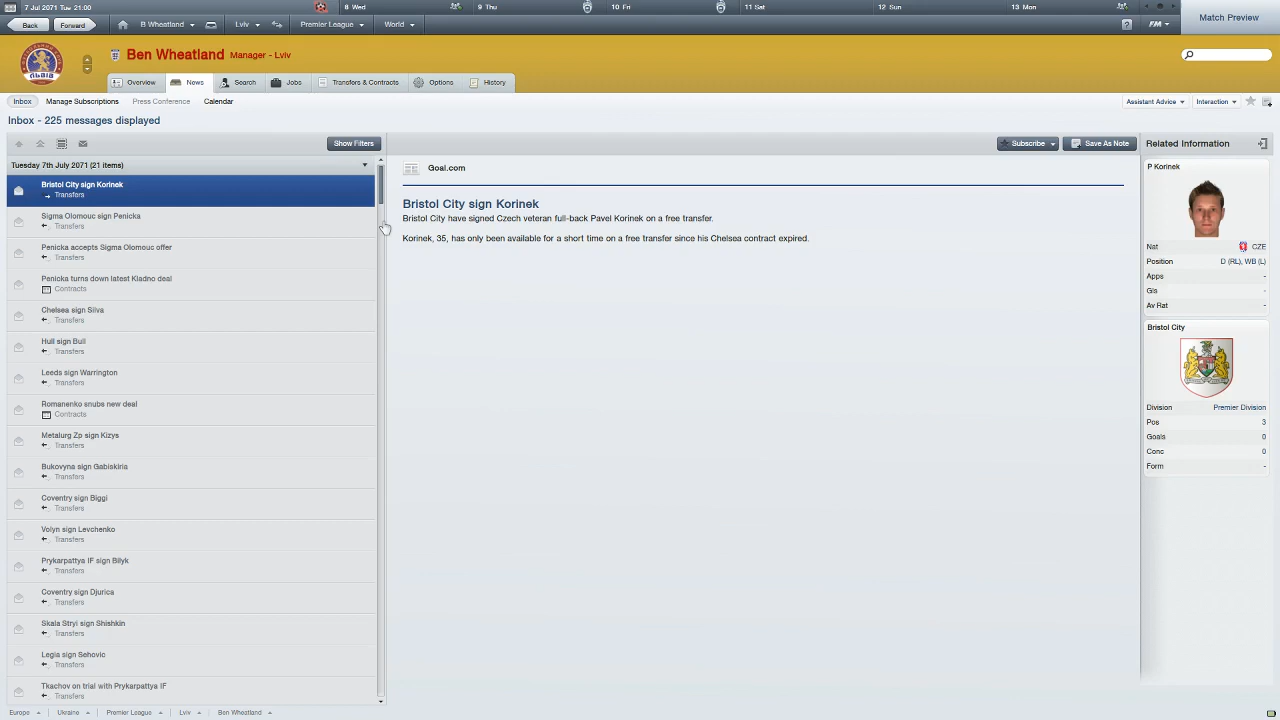 7 Jul 2071 Tue 21:00
8 Wed
9 Thu
10 Fri
11 Sat
12 Sun
13 Mon
Match Preview
Back
Forward
B Wheatland
Lviv
Premier League
World
?
FM
Ben Wheatland
Manager - Lviv
Overview
News
Search
Jobs
Transfers & Contracts
Options
History
Inbox
Manage Subscriptions
Press Conference
Calendar
Assistant Advice
Interaction
Inbox - 225 messages displayed
Show Filters
Tuesday 7th July 2071 (21 items)
Bristol City sign Korinek
Transfers
Sigma Olomouc sign Penicka
Transfers
Penicka accepts Sigma Olomouc offer
Transfers
Penicka turns down latest Kladno deal
Contracts
Chelsea sign Silva
Transfers
Hull sign Bull
Transfers
Leeds sign Warrington
Transfers
Romanenko snubs new deal
Contracts
Metalurg Zp sign Kizys
Transfers
Bukovyna sign Gabiskiria
Transfers
Coventry sign Biggi
Transfers
Volyn sign Levchenko
Transfers
Prykarpattya IF sign Bilyk
Transfers
Coventry sign Djurica
Transfers
Skala Stryi sign Shishkin
Transfers
Legia sign Sehovic
Transfers
Tkachov on trial with Prykarpattya IF
Transfers
Subscribe
Save As Note
Goal.com
Bristol City sign Korinek
Bristol City have signed Czech veteran full-back Pavel Korinek on a free transfer.
Korinek, 35, has only been available for a short time on a free transfer since his Chelsea contract expired.
Related Information
P Korinek
Nat CZE
Position D (RL), WB (L)
Apps -
Gls -
Av Rat -
Bristol City
Division Premier Division
Pos 3
Goals 0
Conc 0
Form -
Europe
Ukraine
Premier League
Lviv
Ben Wheatland